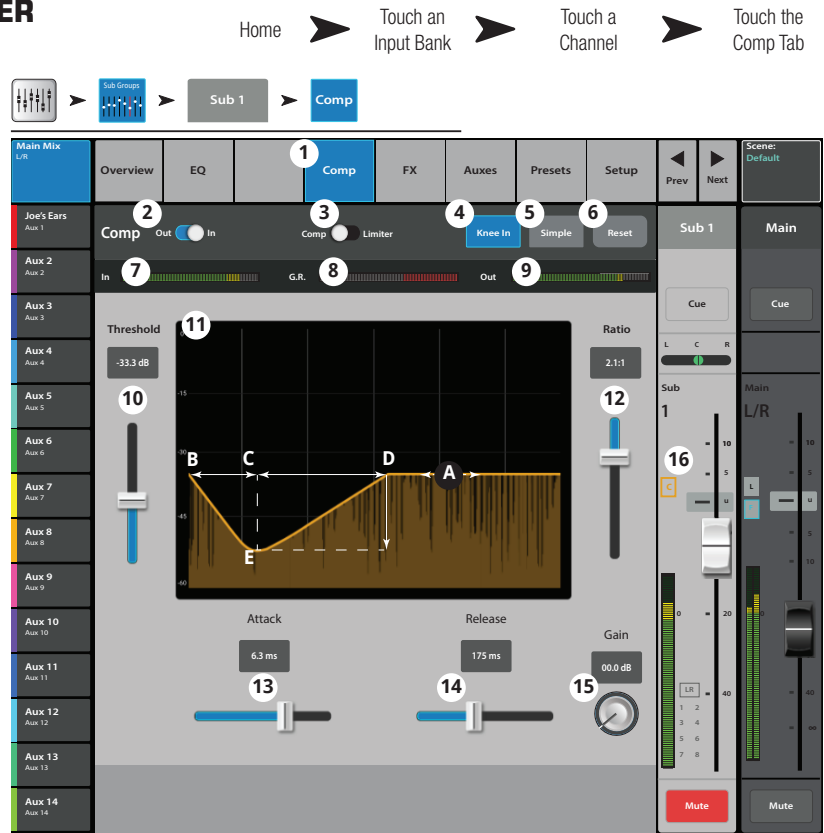 ER
Home
Touch an
Input Bank
Touch a
Channel
Touch the
Comp Tab
Sub Groups
Sub 1
Comp
Main Mix
L/R
Overview
EQ
1
Comp
FX
Auxes
Presets
Setup
Prev
Next
Scene:
Default
Joe's Ears
Aux 1
Aux 2
Aux 2
Aux 3
Aux 3
Aux 4
Aux 4
Aux 5
Aux 5
Aux 6
Aux 6
Aux 7
Aux 7
Aux 8
Aux 8
Aux 9
Aux 9
Aux 10
Aux 10
Aux 11
Aux 11
Aux 12
Aux 12
Aux 13
Aux 13
Aux 14
Aux 14
2
3
4
5
6
Comp
Out
In
Comp
Limiter
Knee In
Simple
Reset
In
7
G.R.
8
Out
9
Threshold
-33.3 dB
10
11
0
-15
-30
-45
-60
B
C
D
A
E
Ratio
2.1:1
12
Attack
6.3 ms
13
Release
175 ms
14
Gain
00.0 dB
15
Sub 1
Cue
L C R
Sub
1
16
C
10
5
u
5
10
0
20
LR
40
1 2
3 4
5 6
7 8
Mute
Main
Cue
Main
L/R
L
10
5
u
5
10
0
20
40
∞
Mute